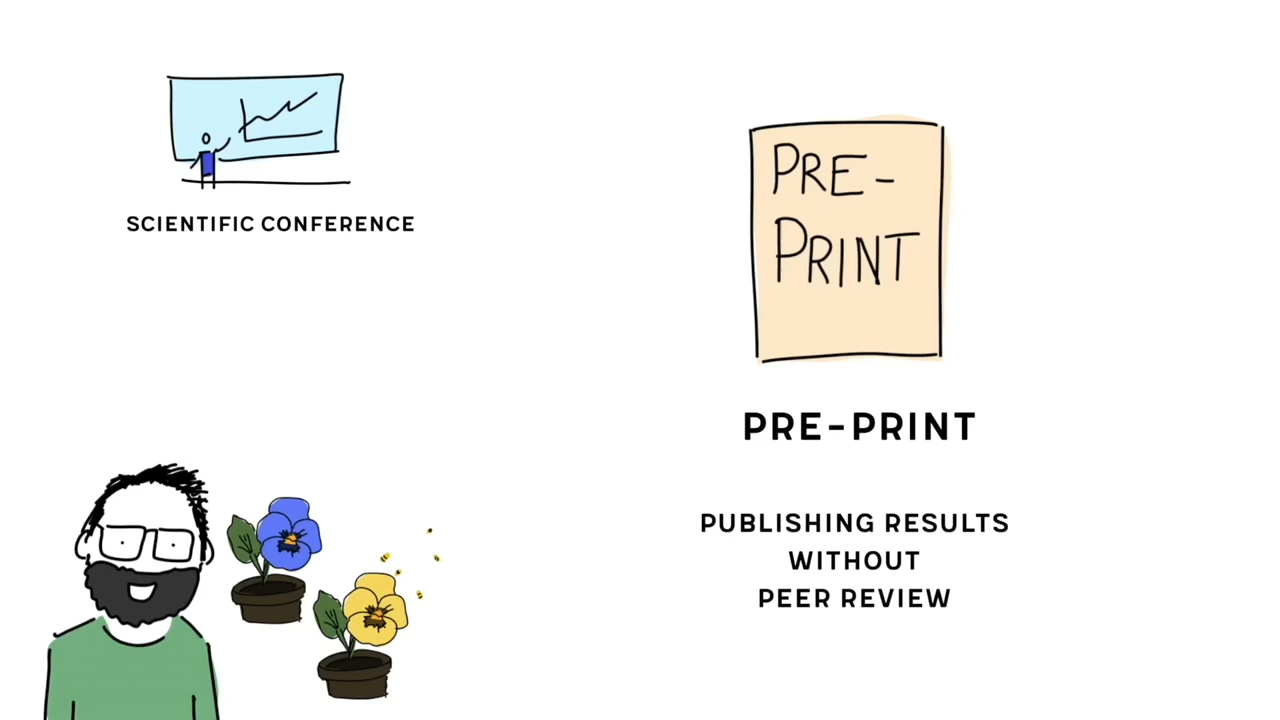 SCIENTIFIC CONFERENCE
PRE-
PRINT
PRE-PRINT
PUBLISHING RESULTS
WITHOUT
PEER REVIEW